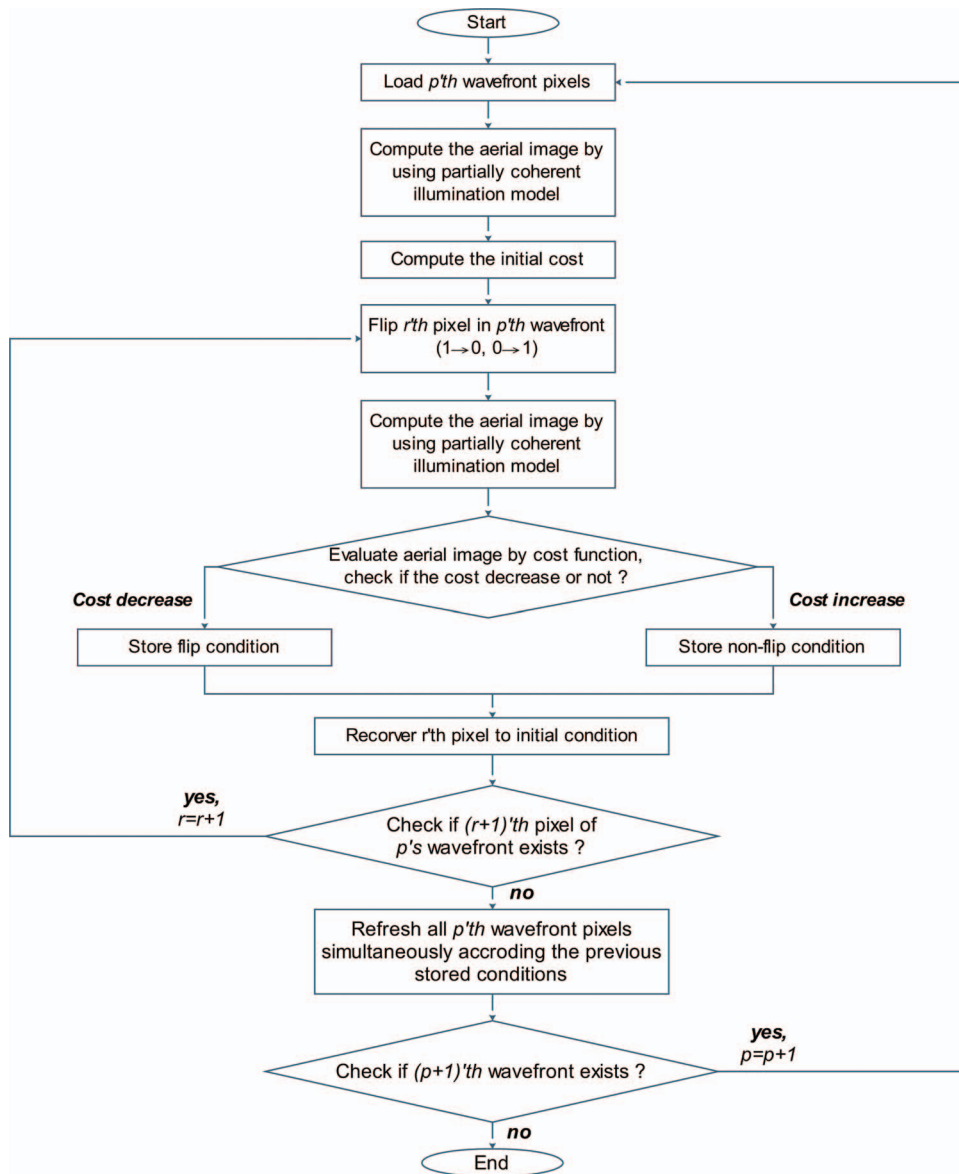 Start
Load p'th wavefront pixels
Compute the aerial image by
using partially coherent
illumination model
Compute the initial cost
Flip r'th pixel in p'th wavefront
(1→0, 0→1)
Compute the aerial image by
using partially coherent
illumination model
Evaluate aerial image by cost function,
check if the cost decrease or not ?
Cost decrease
Cost increase
Store flip condition
Store non-flip condition
Recorver r'th pixel to initial condition
yes,
r=r+1
Check if (r+1)'th pixel of
p's wavefront exists ?
no
Refresh all p'th wavefront pixels
simultaneously accroding the previous
stored conditions
yes,
p=p+1
Check if (p+1)'th wavefront exists ?
no
End